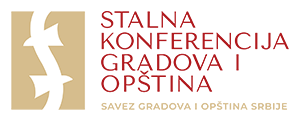 STALNA
KONFERENCIJA
GRADOVA I
OPŠTINA
SAVEZ GRADOVA I OPŠTINA SRBIJE